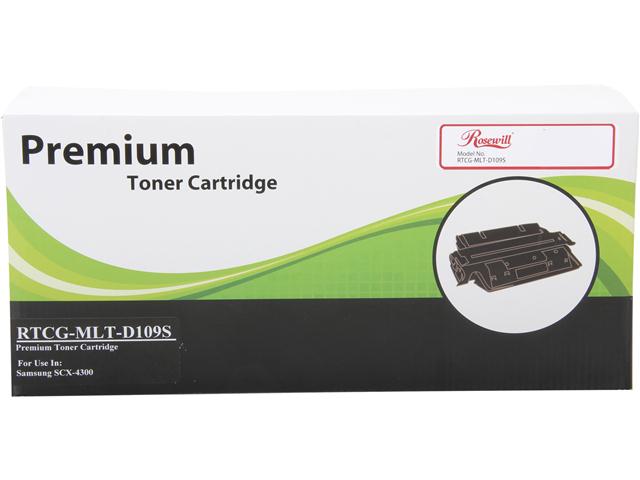 Premium
Toner Cartridge
Rosewill
Model No.
RTCG-MLT-D109S
RTCG-MLT-D109S
Premium Toner Cartridge
For Use In:
Samsung SCX-4300